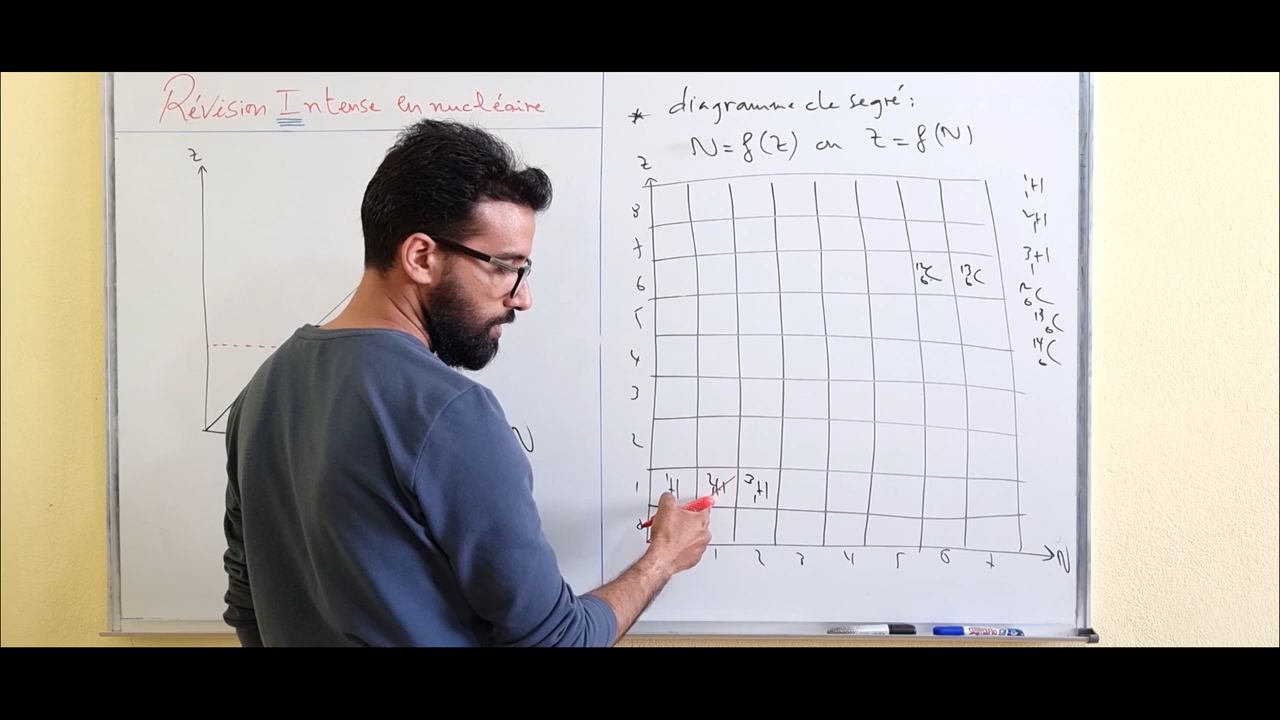 Révision Intense en nucléaire
Z
N
* diagramme de segré :
N = f(Z) ou Z = f(N)
Z
8
7
6 ¹²₆C ¹³₆C
5
4
3
2
1 ¹₁H ²₁H ³₁H
1 2 3 4 5 6 7 N
¹₁H
²₁H
³₁H
¹²₆C
¹³₆C
¹⁴₆C